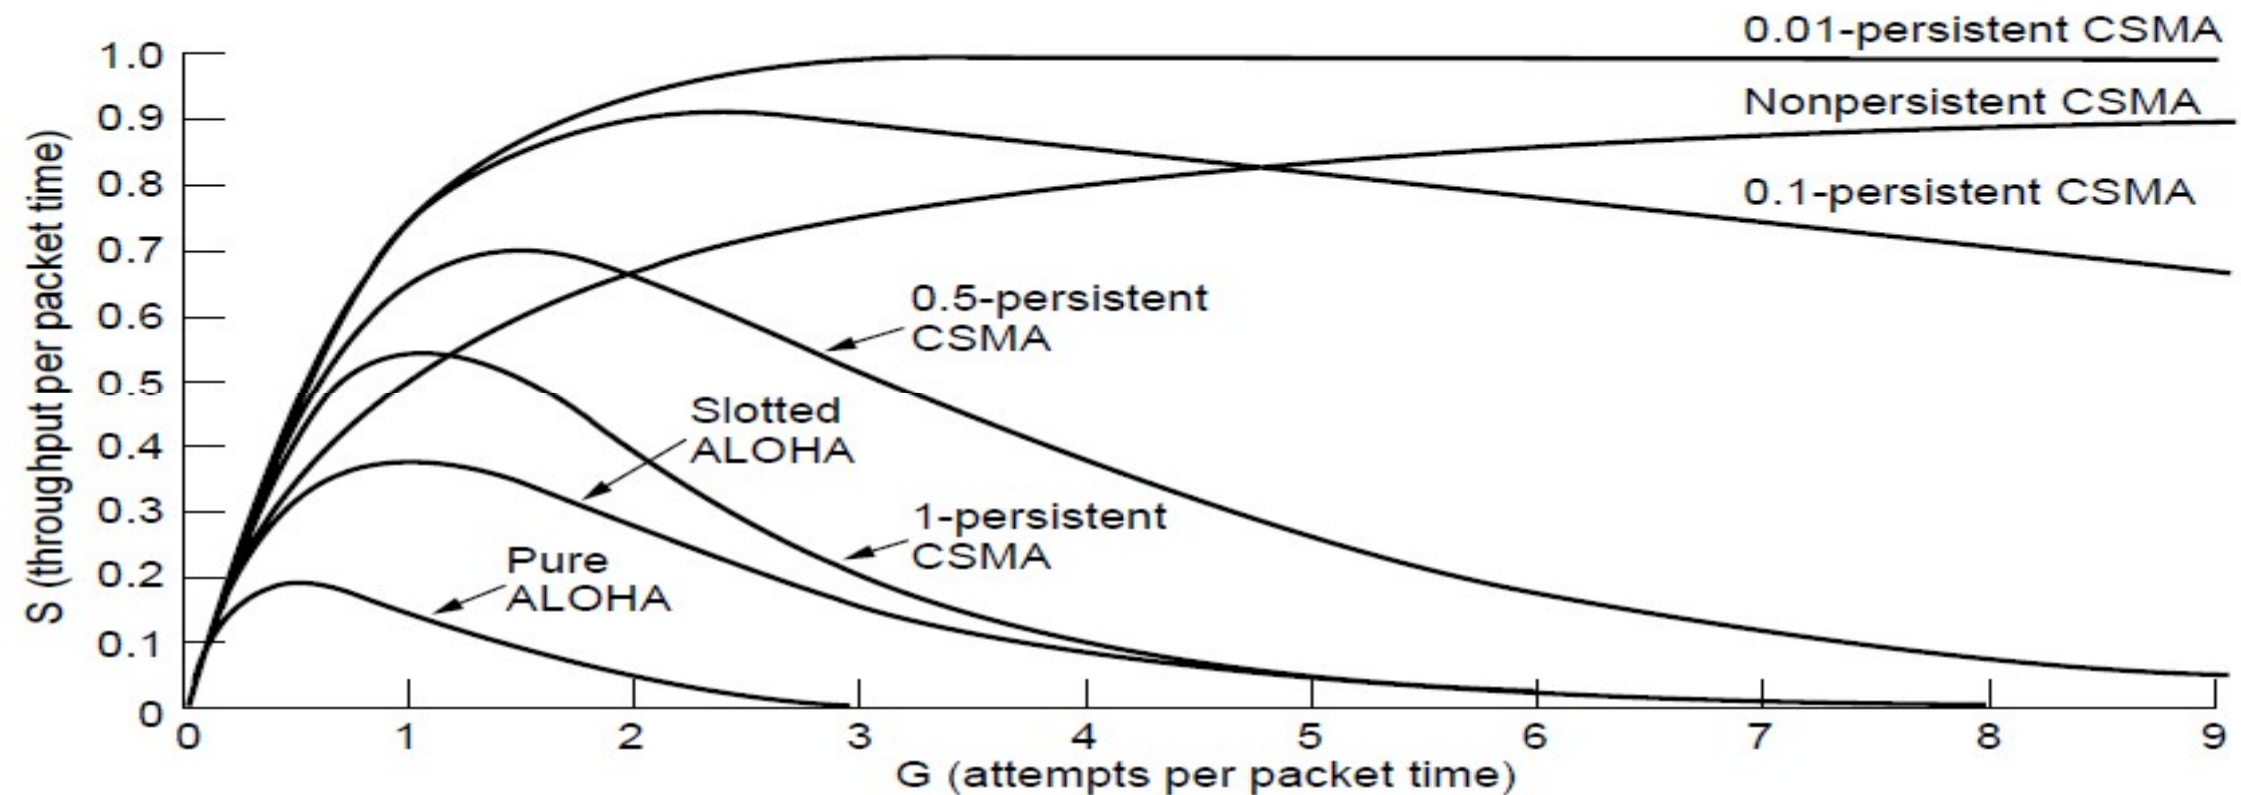 0.01-persistent CSMA
1.0
Nonpersistent CSMA
0.9
0.8
0.1-persistent CSMA
0.7
0.5-persistent
CSMA
0.6
0.5
Slotted
ALOHA
0.4
0.3
1-persistent
CSMA
Pure
ALOHA
0.2
0.1
0
S (throughput per packet time)
0 1 2 3 4 5 6 7 8 9
G (attempts per packet time)